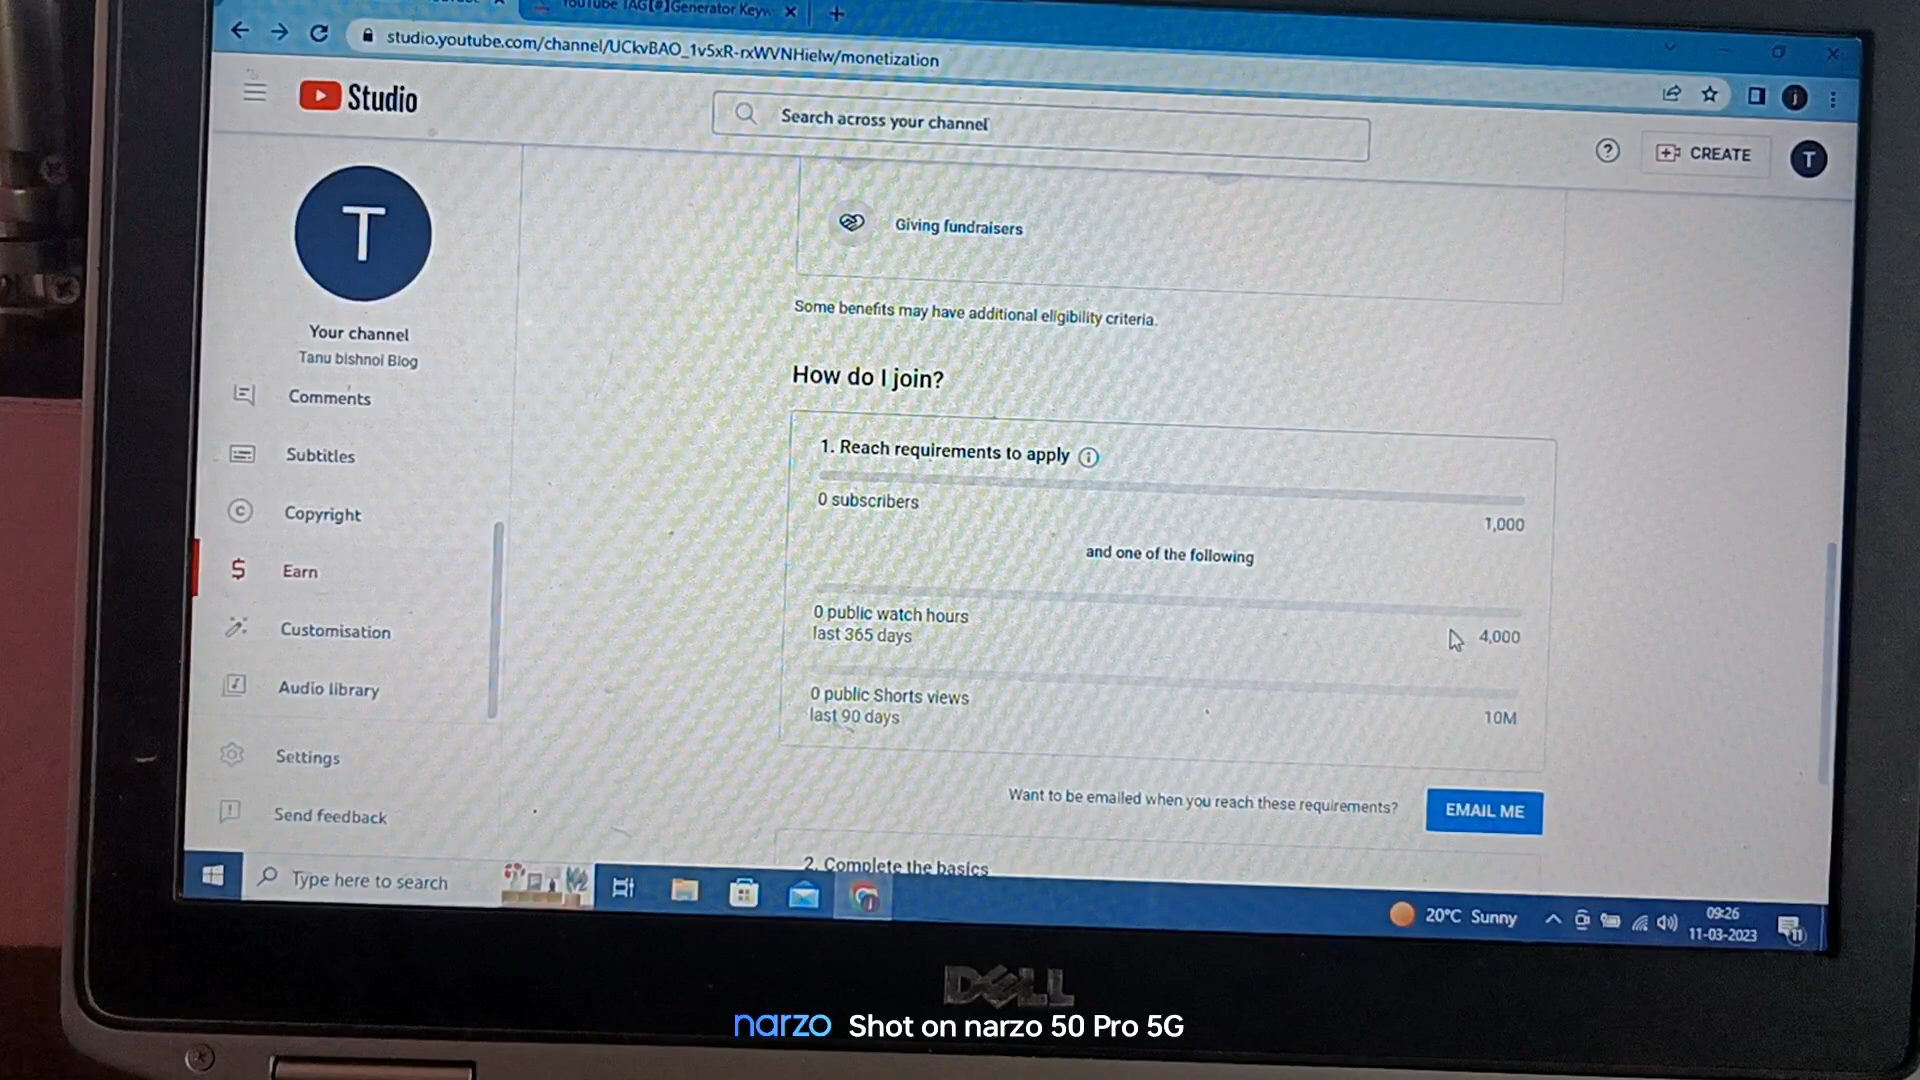 YouTube TAG[#]Generator Keyw
studio.youtube.com/channel/UCkvBAO_1v5xR-rxWVNHielw/monetization
Studio
Search across your channel
CREATE
T
T
Giving fundraisers
Some benefits may have additional eligibility criteria.
Your channel
Tanu bishnoi Blog
Comments
Subtitles
Copyright
Earn
Customisation
Audio library
Settings
Send feedback
How do I join?
1. Reach requirements to apply
0 subscribers
1,000
and one of the following
0 public watch hours
last 365 days
4,000
0 public Shorts views
last 90 days
10M
Want to be emailed when you reach these requirements?
EMAIL ME
2. Complete the basics
Type here to search
20°C Sunny
09:26
11-03-2023
11
DELL
narzo Shot on narzo 50 Pro 5G